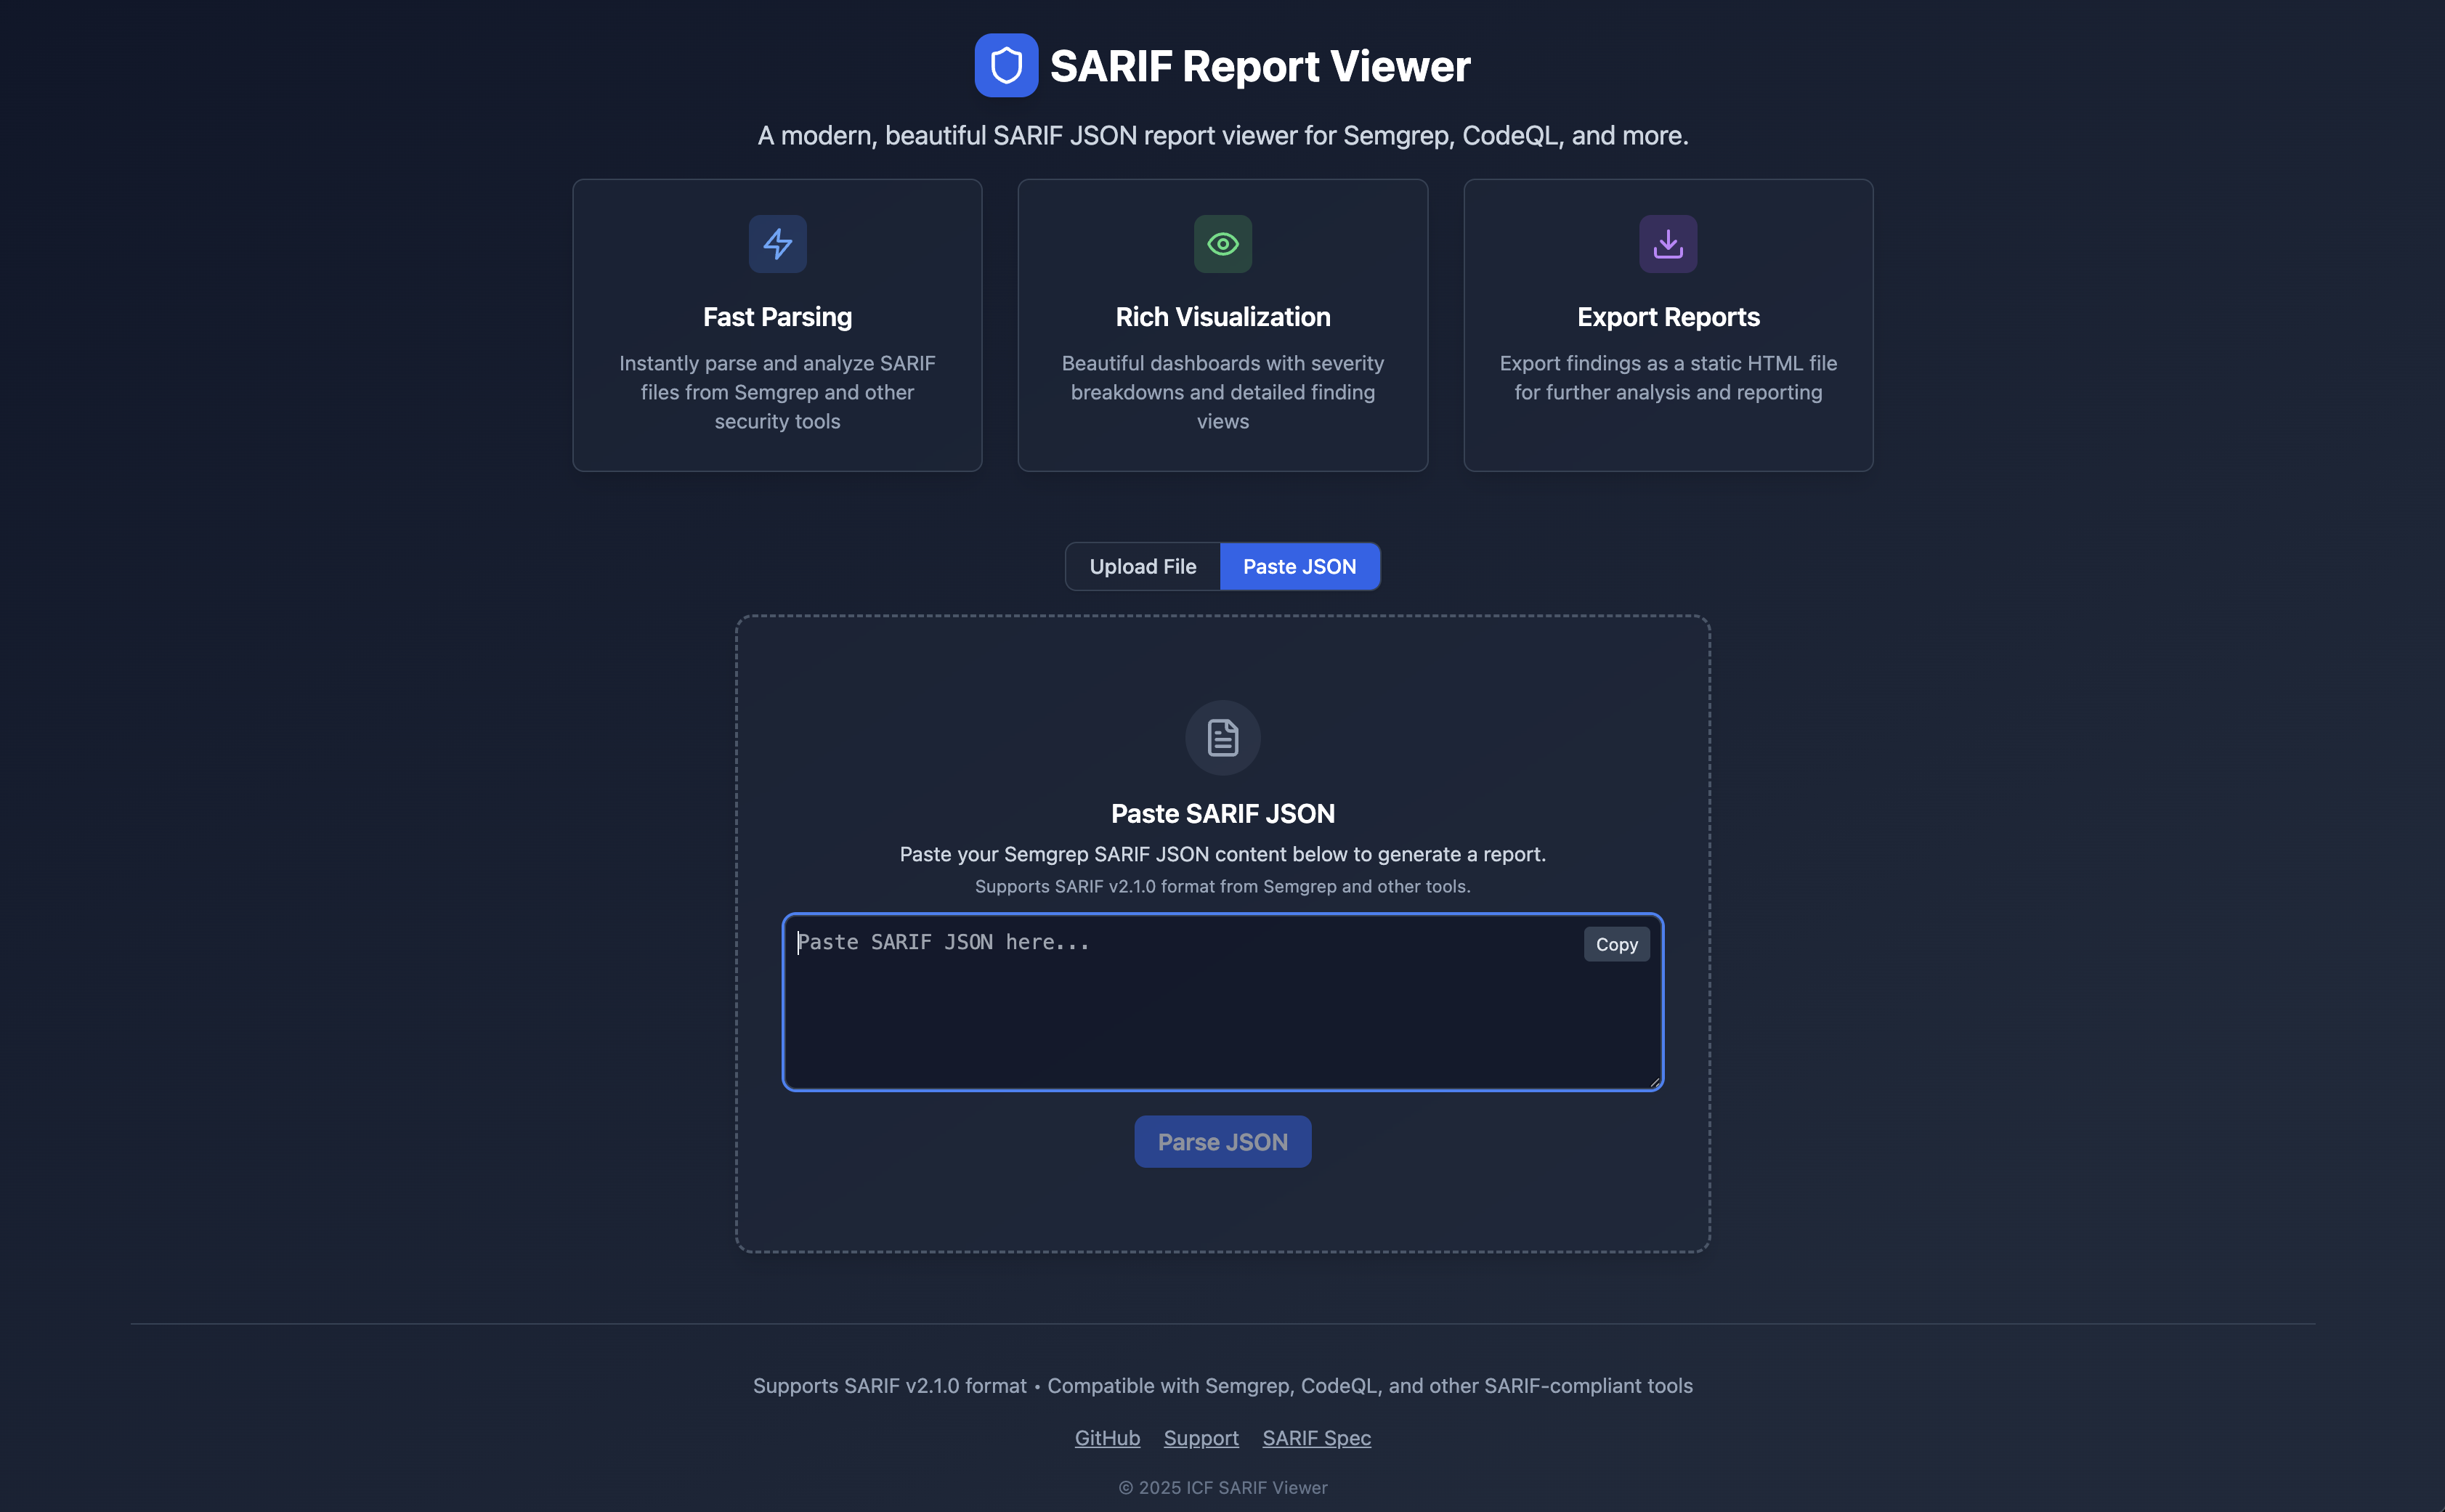 SARIF Report Viewer
A modern, beautiful SARIF JSON report viewer for Semgrep, CodeQL, and more.
Fast Parsing
Instantly parse and analyze SARIF
files from Semgrep and other
security tools
Rich Visualization
Beautiful dashboards with severity
breakdowns and detailed finding
views
Export Reports
Export findings as a static HTML file
for further analysis and reporting
Upload File
Paste JSON
Paste SARIF JSON
Paste your Semgrep SARIF JSON content below to generate a report.
Supports SARIF v2.1.0 format from Semgrep and other tools.
Paste SARIF JSON here...
Copy
Parse JSON
Supports SARIF v2.1.0 format • Compatible with Semgrep, CodeQL, and other SARIF-compliant tools
GitHub Support SARIF Spec
© 2025 ICF SARIF Viewer